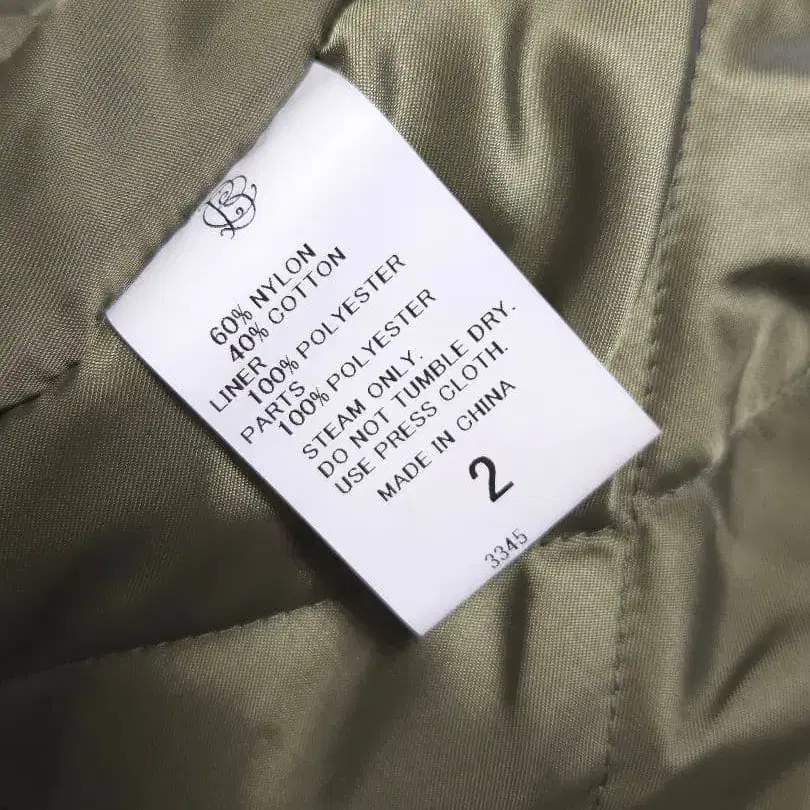 60% NYLON
40% COTTON
LINER
100% POLYESTER
PARTS
100% POLYESTER
STEAM ONLY.
DO NOT TUMBLE DRY.
USE PRESS CLOTH.
MADE IN CHINA
2
3345